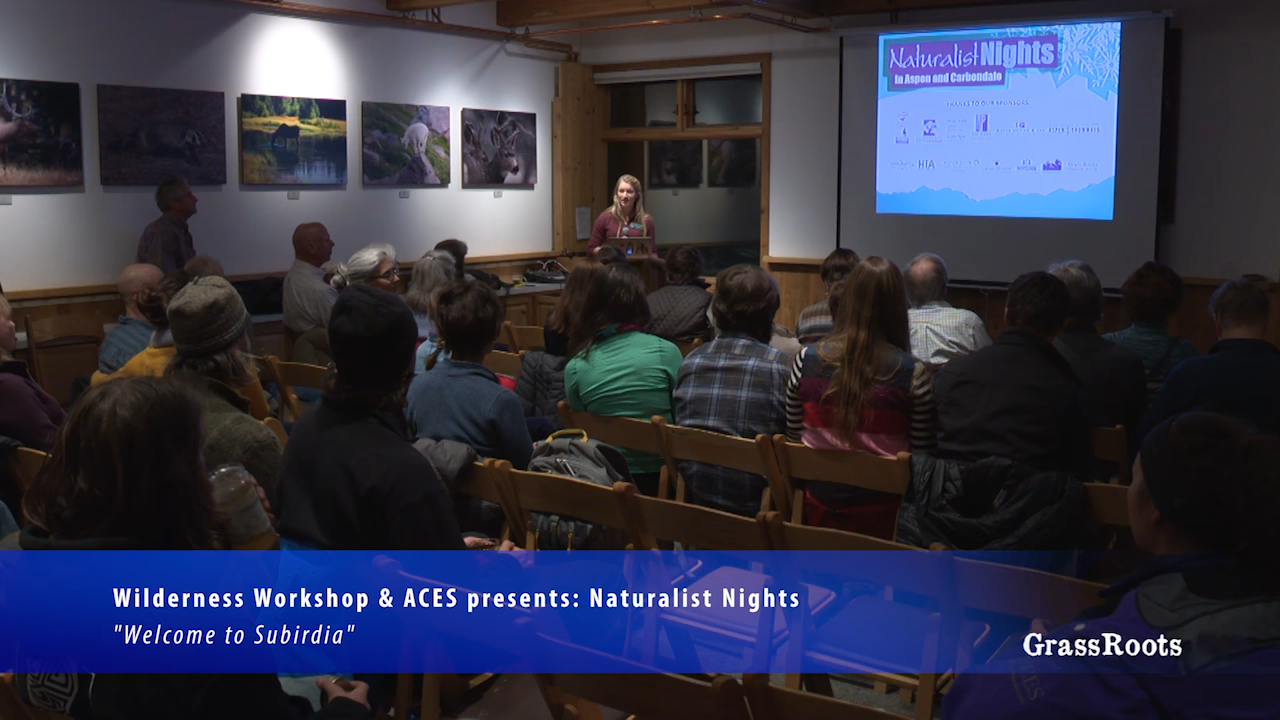 Naturalist Nights
In Aspen and Carbondale
THANKS TO OUR SPONSORS:
HTA
Wilderness Workshop & ACES presents: Naturalist Nights
"Welcome to Subirdia"
GrassRoots